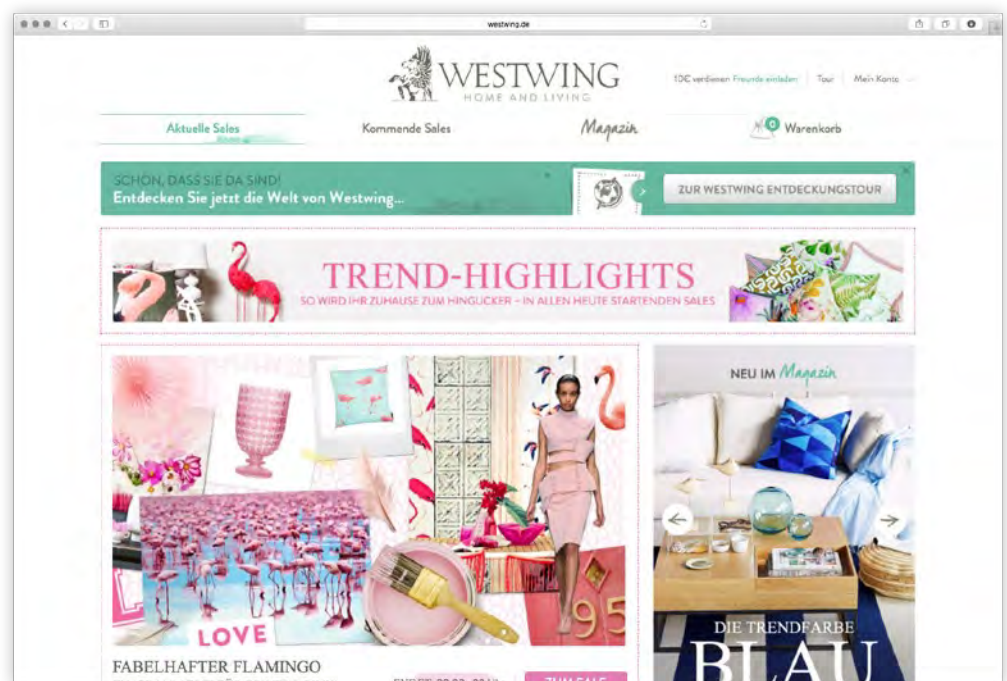 westwing.de
WESTWING
HOME AND LIVING
10€ verdienen Freunde einladen
Tour
Mein Konto
Aktuelle Sales
Kommende Sales
Magazin
0
Warenkorb
SCHÖN, DASS SIE DA SIND!
Entdecken Sie jetzt die Welt von Westwing...
ZUR WESTWING ENTDECKUNGSTOUR
TREND-HIGHLIGHTS
SO WIRD IHR ZUHAUSE ZUM HINGUCKER – IN ALLEN HEUTE STARTENDEN SALES
NEU IM Magazin
95
LOVE
DIE TRENDFARBE
BLAU
FABELHAFTER FLAMINGO
ZUM SALE